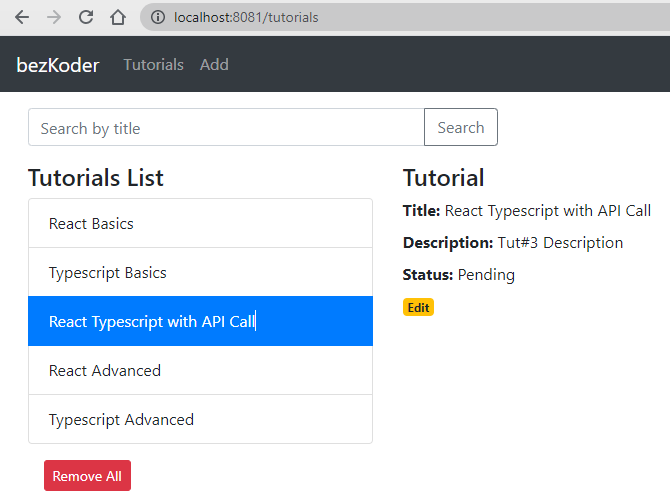 localhost:8081/tutorials
bezKoder Tutorials Add
Search by title Search
Tutorials List
React Basics
Typescript Basics
React Typescript with API Call
React Advanced
Typescript Advanced
Remove All
Tutorial
Title: React Typescript with API Call
Description: Tut#3 Description
Status: Pending
Edit